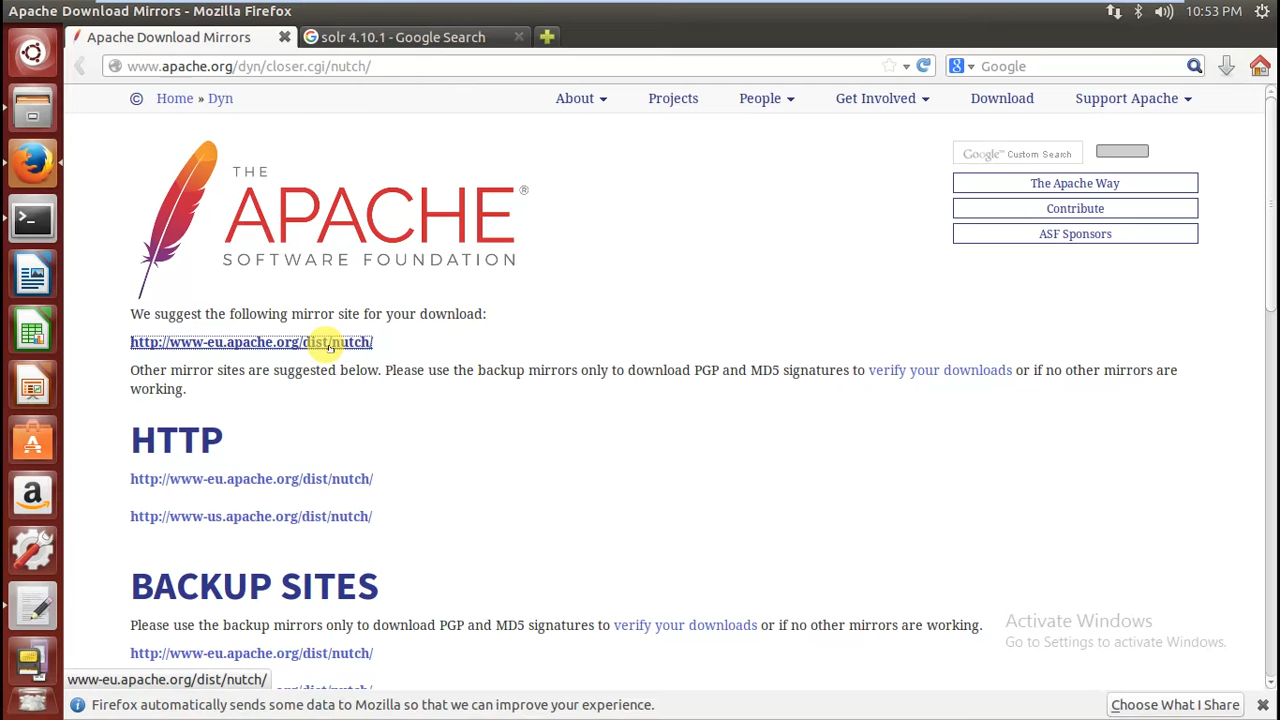 Apache Download Mirrors - Mozilla Firefox
10:53 PM
Apache Download Mirrors
solr 4.10.1 - Google Search
www.apache.org/dyn/closer.cgi/nutch/
Google
Home » Dyn
About
Projects
People
Get Involved
Download
Support Apache
Google™ Custom Search
The Apache Way
Contribute
ASF Sponsors
THE
APACHE®
SOFTWARE FOUNDATION
We suggest the following mirror site for your download:
http://www-eu.apache.org/dist/nutch/
Other mirror sites are suggested below. Please use the backup mirrors only to download PGP and MD5 signatures to verify your downloads or if no other mirrors are
working.
HTTP
http://www-eu.apache.org/dist/nutch/
http://www-us.apache.org/dist/nutch/
BACKUP SITES
Please use the backup mirrors only to download PGP and MD5 signatures to verify your downloads or if no other mirrors are working.
http://www-eu.apache.org/dist/nutch/
Activate Windows
Go to Settings to activate Windows.
www-eu.apache.org/dist/nutch/
Firefox automatically sends some data to Mozilla so that we can improve your experience.
Choose What I Share